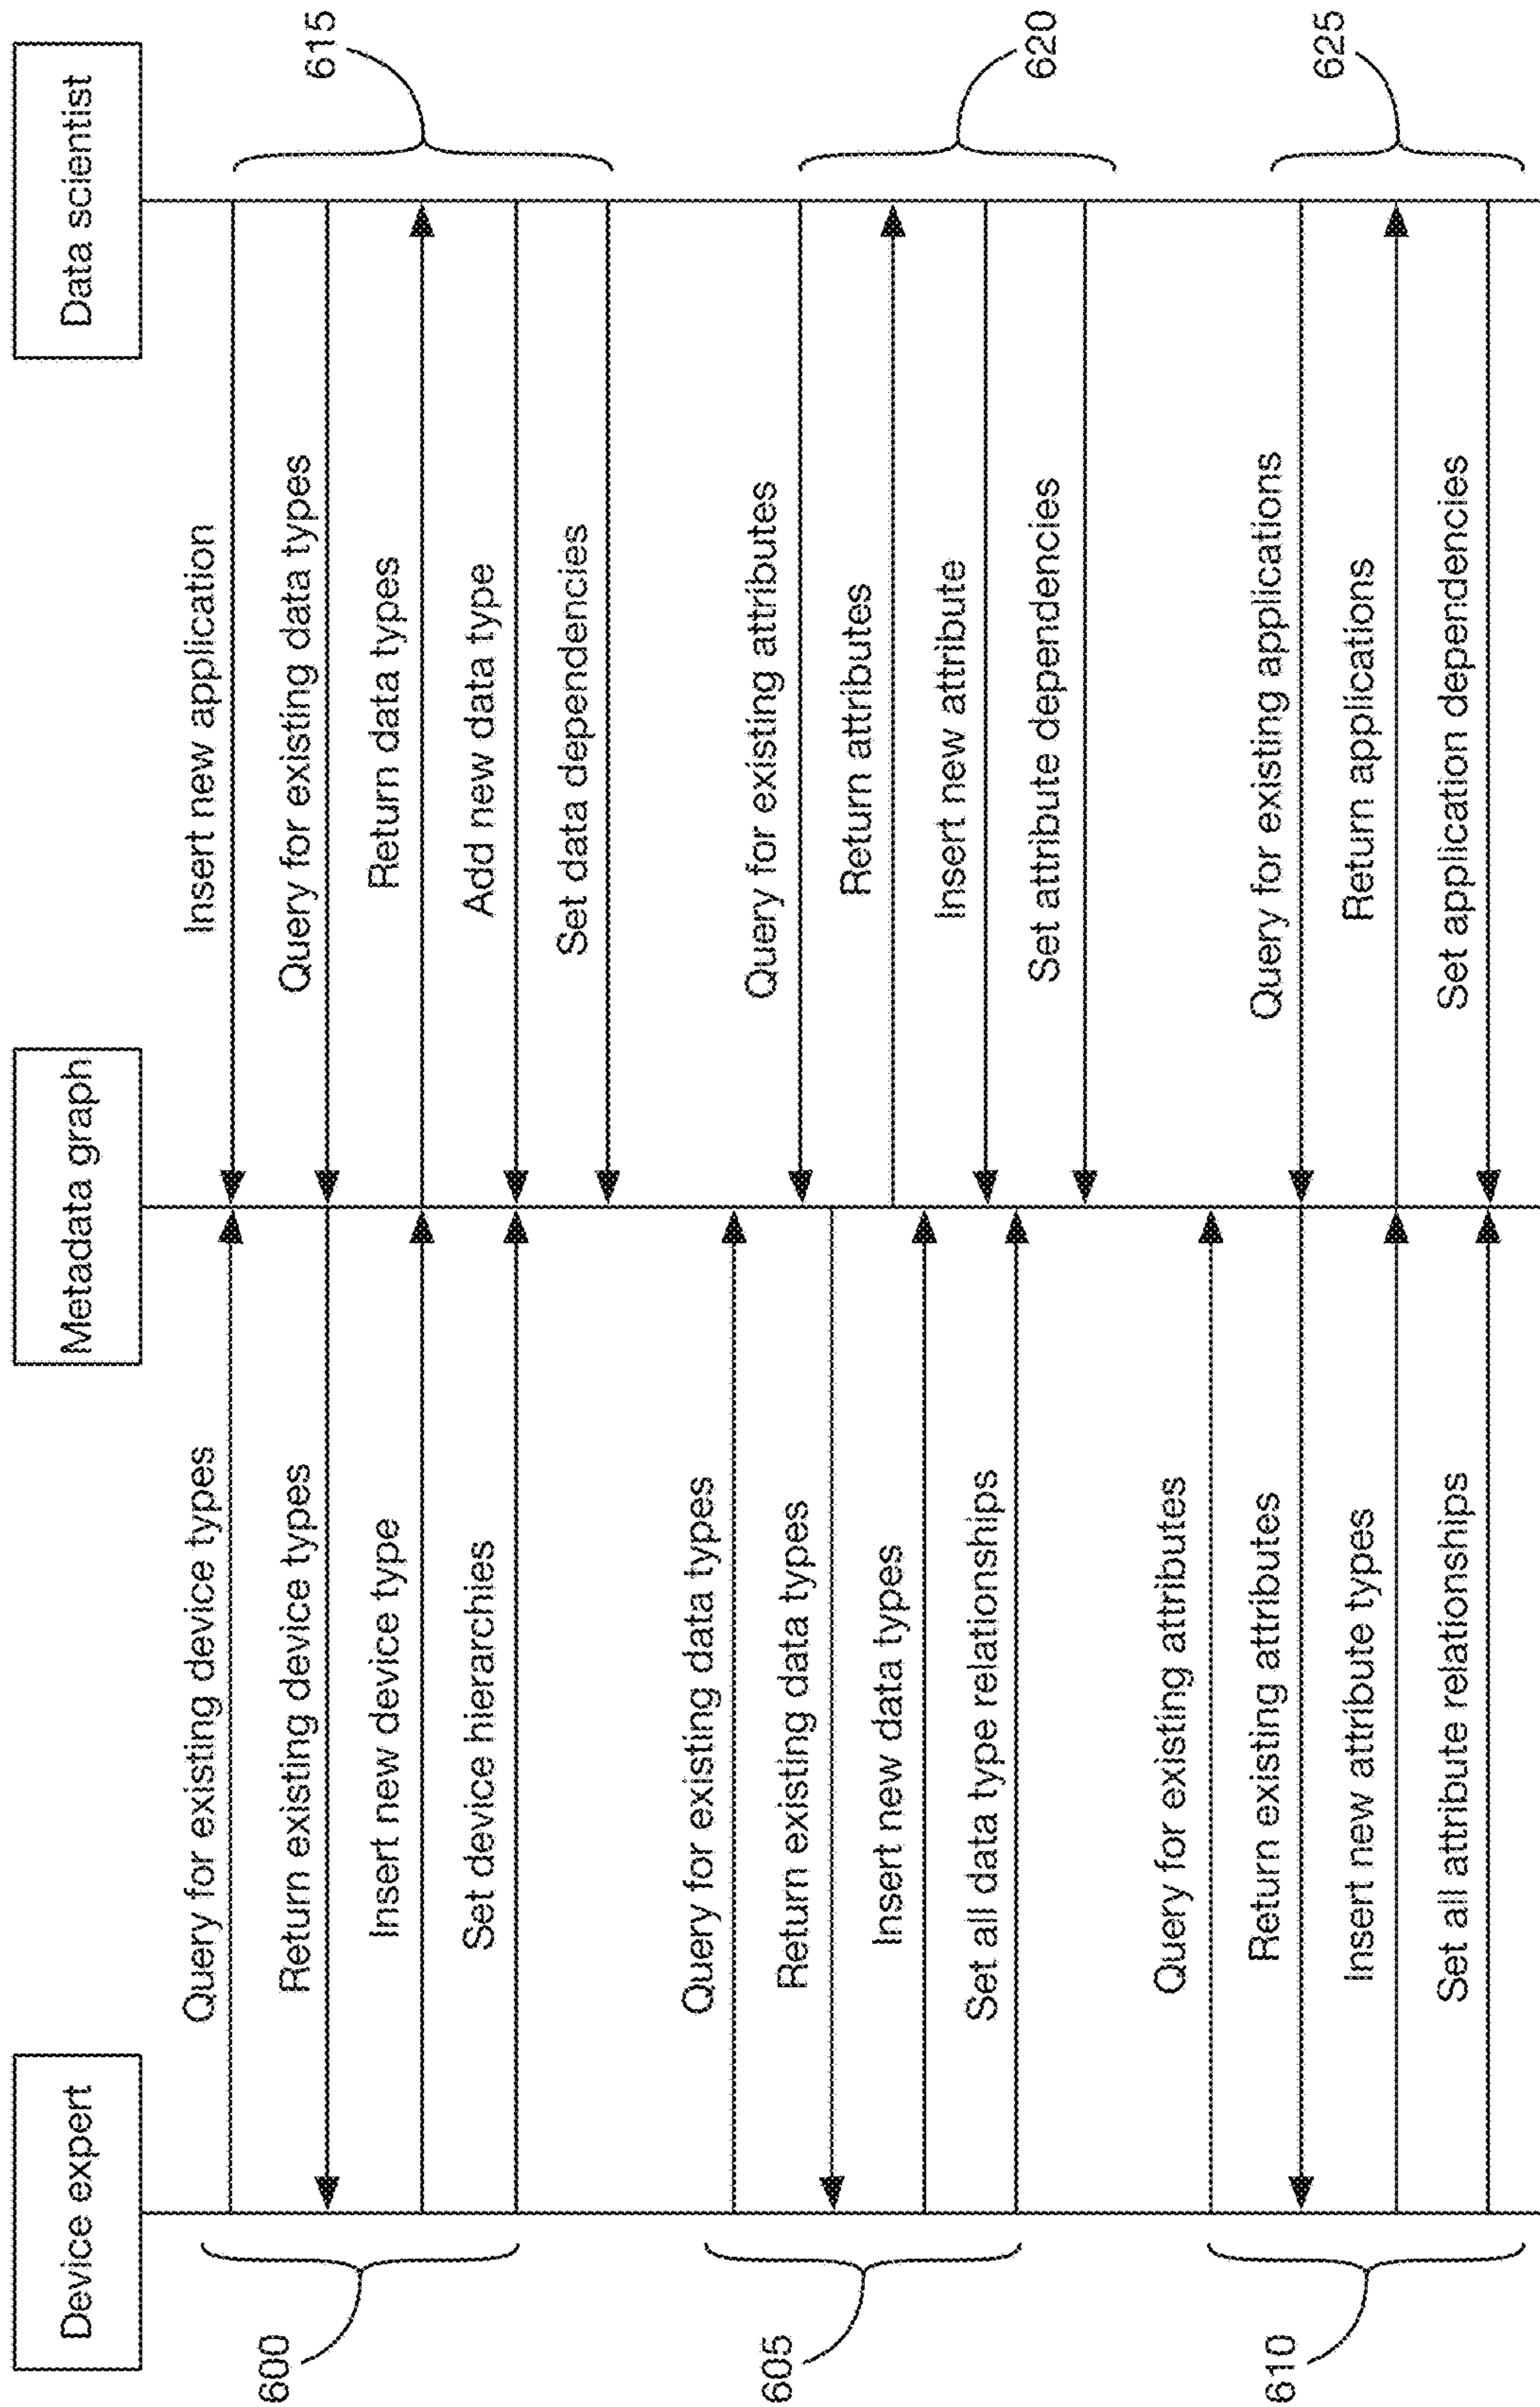 Device expert
Metadata graph
Data scientist
600
Query for existing device types
Return existing device types
Insert new device type
Set device hierarchies
605
Query for existing data types
Return existing data types
Insert new data types
Set all data type relationships
610
Query for existing attributes
Return existing attributes
Insert new attribute types
Set all attribute relationships
Insert new application
Query for existing data types
Return data types
Add new data type
Set data dependencies
615
Query for existing attributes
Return attributes
Insert new attribute
Set attribute dependencies
620
Query for existing applications
Return applications
Set application dependencies
625